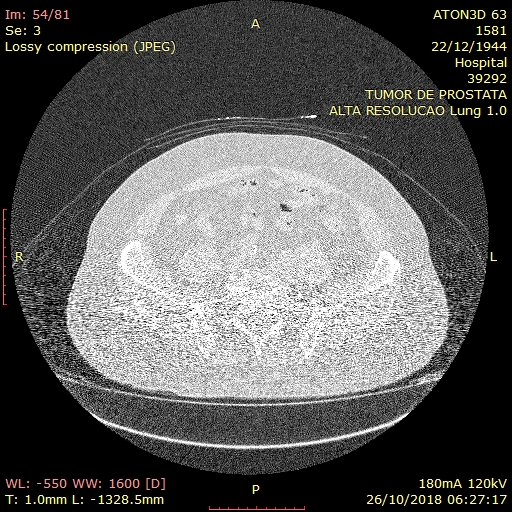 Im: 54/81
Se: 3
Lossy compression (JPEG)
A
ATON3D 63
1581
22/12/1944
Hospital
39292
TUMOR DE PROSTATA
ALTA RESOLUCAO Lung 1.0
R
L
WL: -550 WW: 1600 [D]
T: 1.0mm L: -1328.5mm
P
180mA 120kV
26/10/2018 06:27:17